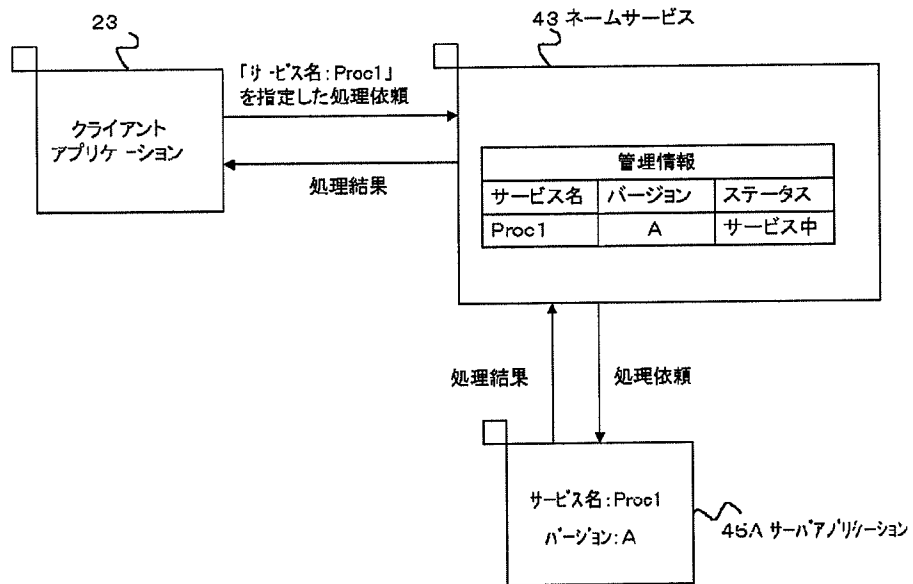 23
43 ネームサービス
「サービス名:Proc1」
を指定した処理依頼
クライアント
アプリケーション
処理結果
管理情報
サービス名 バージョン ステータス
Proc1 A サービス中
処理結果 処理依頼
サービス名:Proc1
バージョン:A
45A サーバアプリケーション